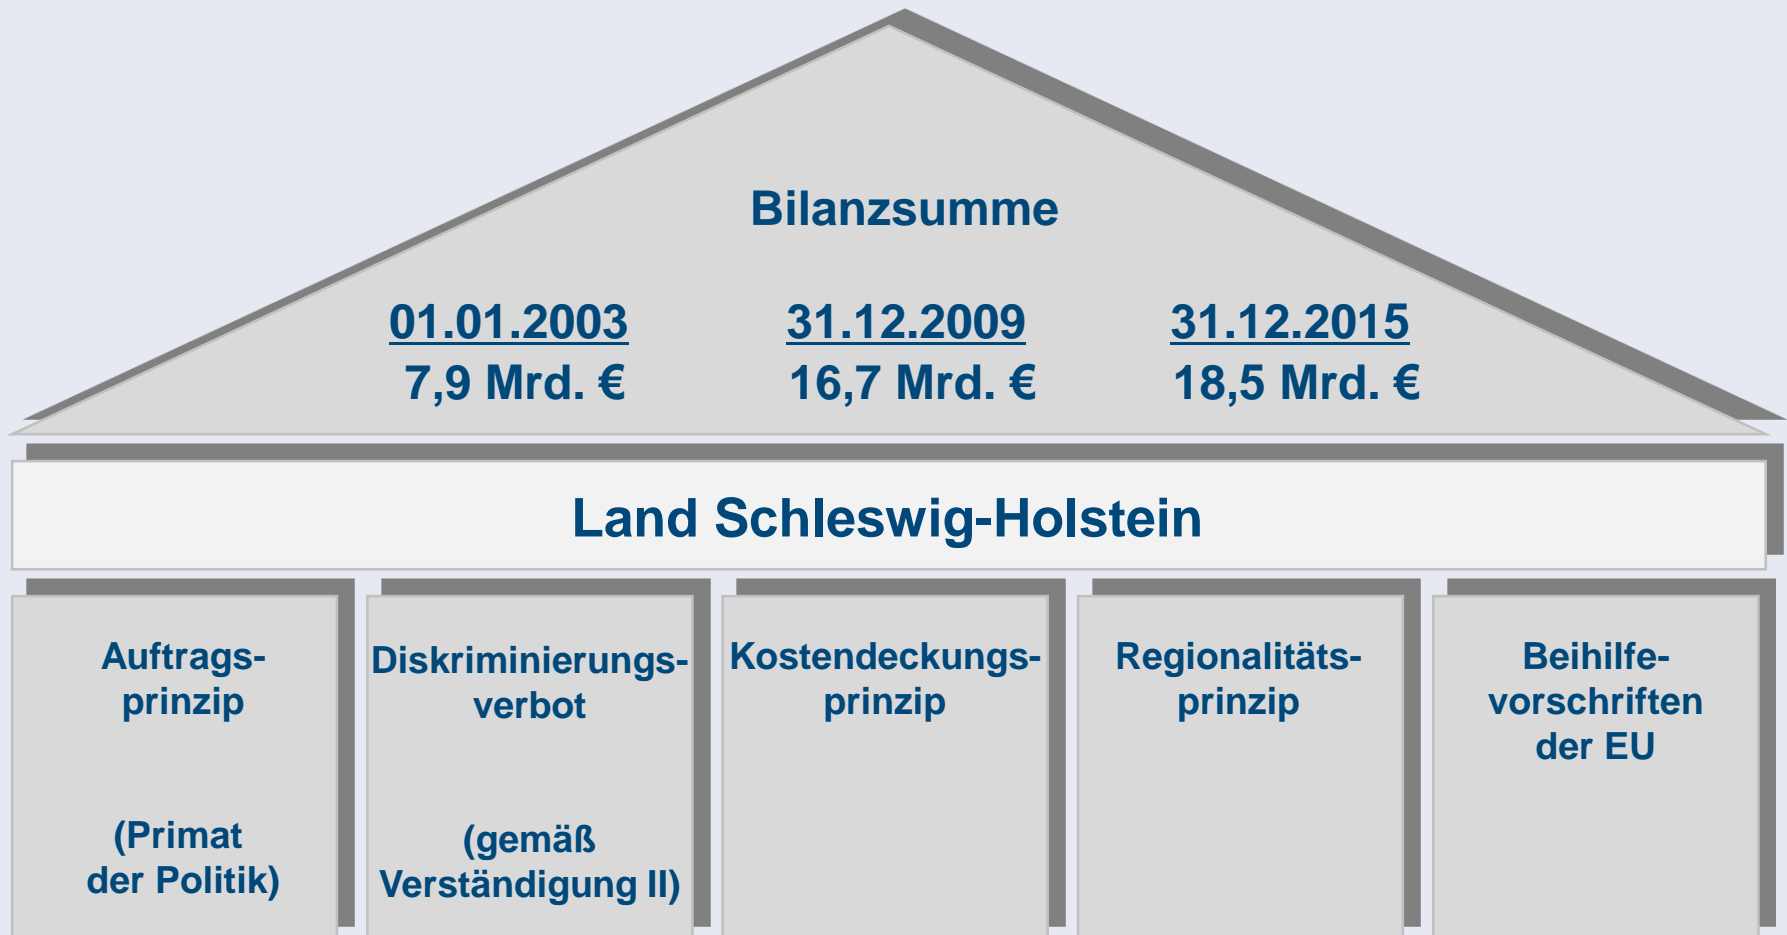 Bilanzsumme
01.01.2003 31.12.2009 31.12.2015
7,9 Mrd. € 16,7 Mrd. € 18,5 Mrd. €
Land Schleswig-Holstein
Auftrags-
prinzip
(Primat
der Politik)
Diskriminierungs-
verbot
(gemäß
Verständigung II)
Kostendeckungs-
prinzip
Regionalitäts-
prinzip
Beihilfe-
vorschriften
der EU